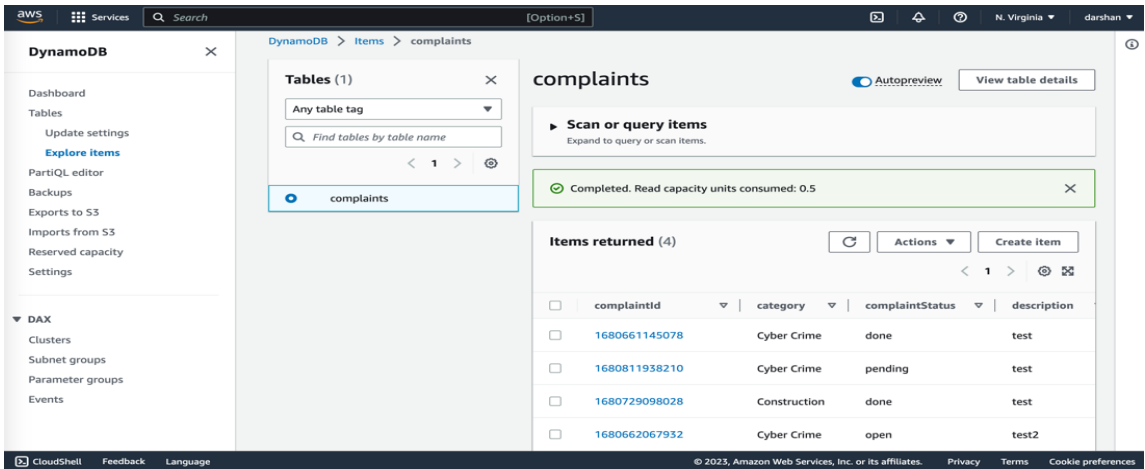 aws
Services
Search
[Option+S]
N. Virginia ▼
darshan ▼
DynamoDB
Dashboard
Tables
Update settings
Explore items
PartiQL editor
Backups
Exports to S3
Imports from S3
Reserved capacity
Settings
▼ DAX
Clusters
Subnet groups
Parameter groups
Events
DynamoDB > Items > complaints
Tables (1)
Any table tag
Find tables by table name
< 1 >
complaints
complaints
Autopreview
View table details
Scan or query items
Expand to query or scan items.
Completed. Read capacity units consumed: 0.5
Items returned (4)
Actions ▼
Create item
< 1 >
complaintId category complaintStatus description
1680661145078 Cyber Crime done test
1680811938210 Cyber Crime pending test
1680729098028 Construction done test
1680662067932 Cyber Crime open test2
CloudShell Feedback Language
© 2023, Amazon Web Services, Inc. or its affiliates. Privacy Terms Cookie preferences